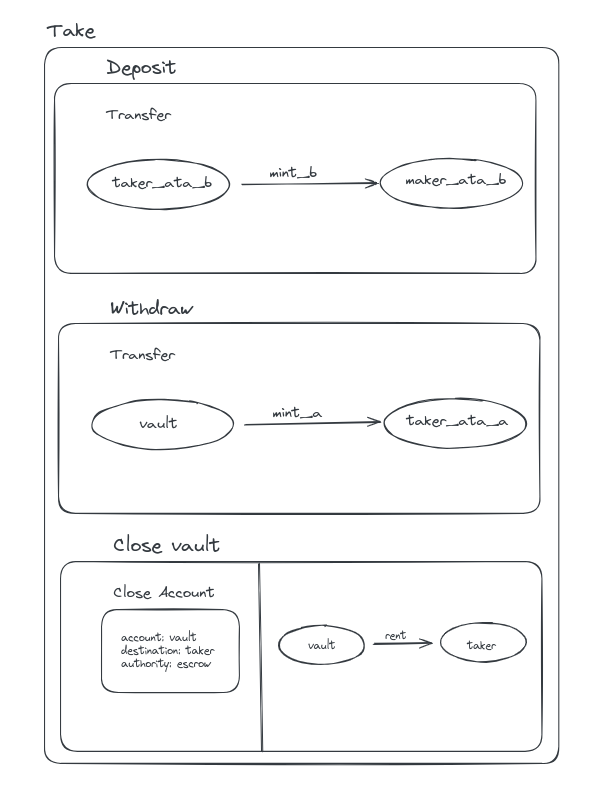 Take
Deposit
Transfer
taker_ata_b
mint_b
maker_ata_b
Withdraw
Transfer
vault
mint_a
taker_ata_a
Close vault
Close Account
account: vault
destination: taker
authority: escrow
vault
rent
taker